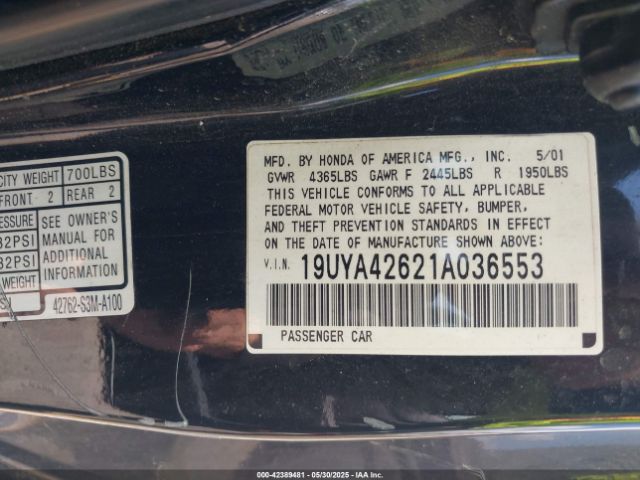 CITY WEIGHT 700LBS
FRONT 2 REAR 2
PRESSURE
32PSI
32PSI
WEIGHT
SEE OWNER'S
MANUAL FOR
ADDITIONAL
INFORMATION
42762-S3M-A100
MFD. BY HONDA OF AMERICA MFG., INC. 5/01
GVWR 4365LBS GAWR F 2445LBS R 1950LBS
THIS VEHICLE CONFORMS TO ALL APPLICABLE
FEDERAL MOTOR VEHICLE SAFETY, BUMPER,
AND THEFT PREVENTION STANDARDS IN EFFECT
ON THE DATE OF MANUFACTURE SHOWN ABOVE:
V.I.N. 19UYA42621A036553
PASSENGER CAR
000-42389481 - 05/30/2025 - IAA Inc.